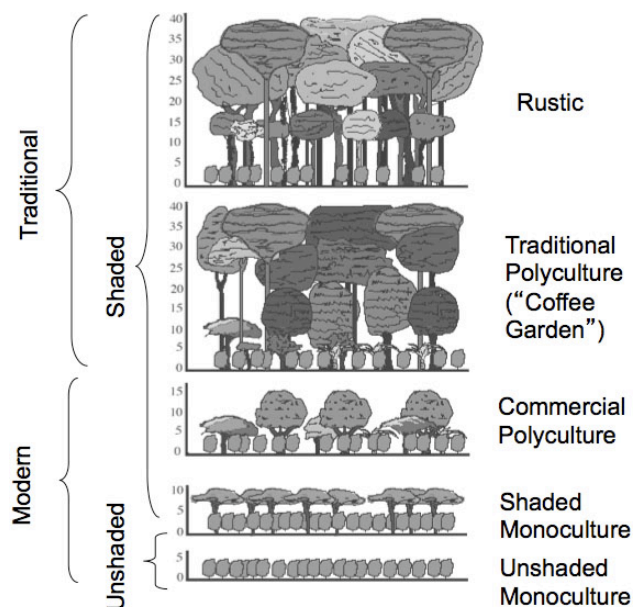 Traditional
Modern
Shaded
Unshaded
40
35
30
25
20
15
10
5
0
Rustic
40
35
30
25
20
15
10
5
0
Traditional
Polyculture
(“Coffee
Garden”)
15
10
5
0
Commercial
Polyculture
10
5
0
Shaded
Monoculture
5
0
Unshaded
Monoculture